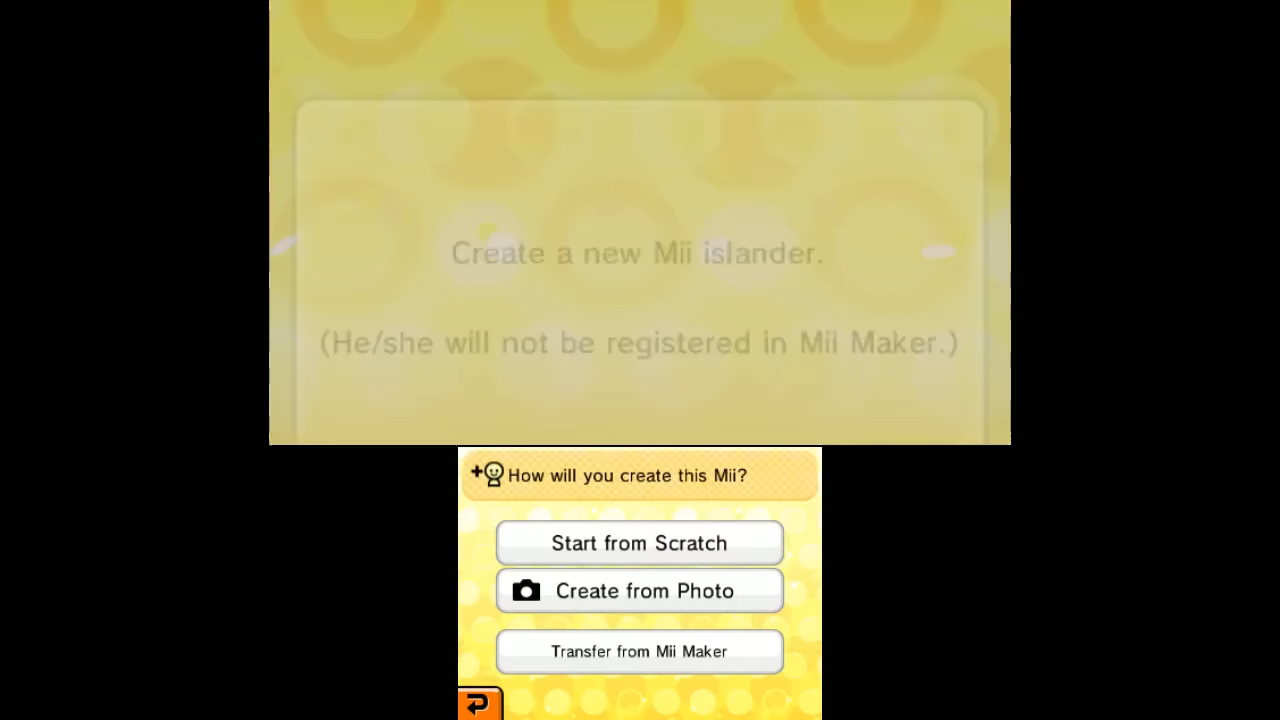 Create a new Mii islander.
(He/she will not be registered in Mii Maker.)
How will you create this Mii?
Start from Scratch
Create from Photo
Transfer from Mii Maker